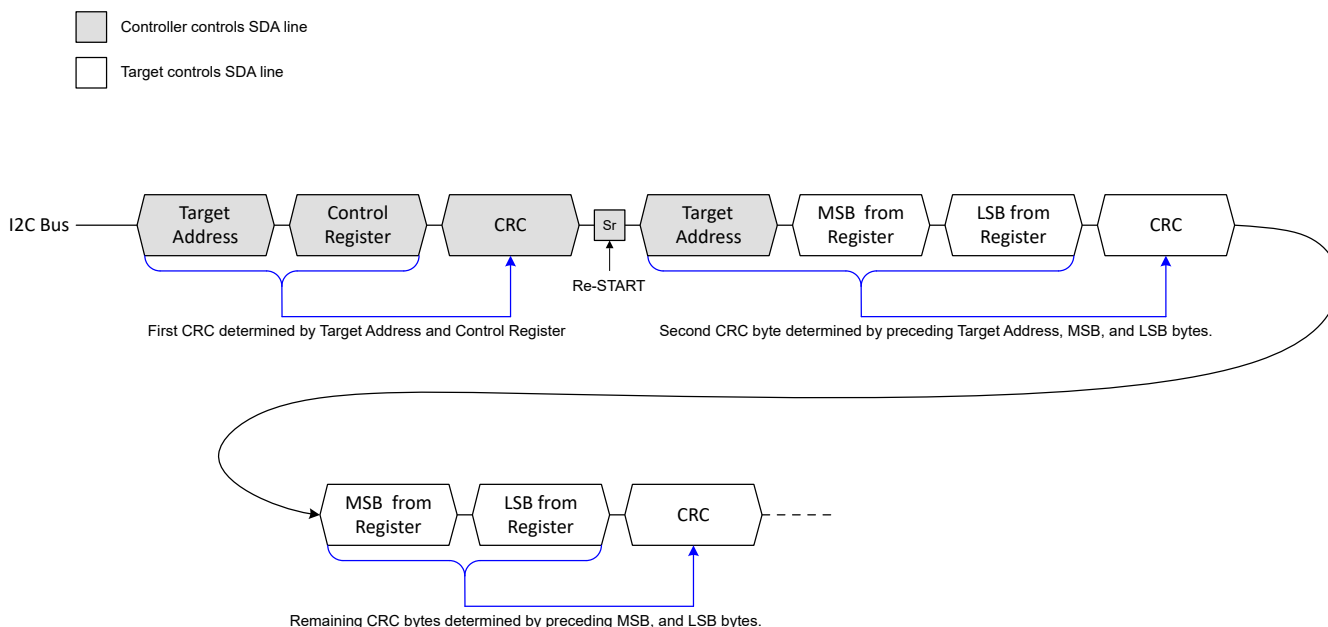 Controller controls SDA line
Target controls SDA line
I2C Bus
Target
Address
Control
Register
CRC
Sr
Re-START
Target
Address
MSB from
Register
LSB from
Register
CRC
First CRC determined by Target Address and Control Register
Second CRC byte determined by preceding Target Address, MSB, and LSB bytes.
MSB from
Register
LSB from
Register
CRC
Remaining CRC bytes determined by preceding MSB, and LSB bytes.